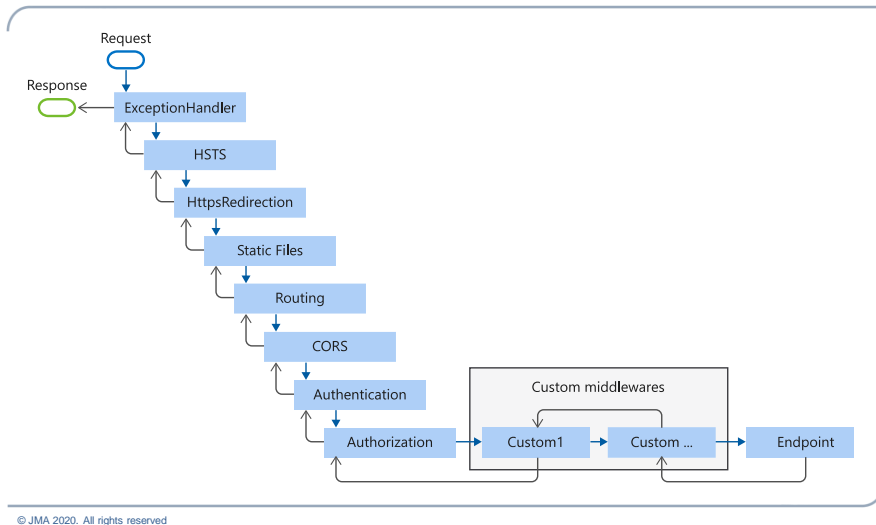 Request
Response
ExceptionHandler
HSTS
HttpsRedirection
Static Files
Routing
CORS
Authentication
Custom middlewares
Authorization
Custom1
Custom ...
Endpoint
© JMA 2020. All rights reserved